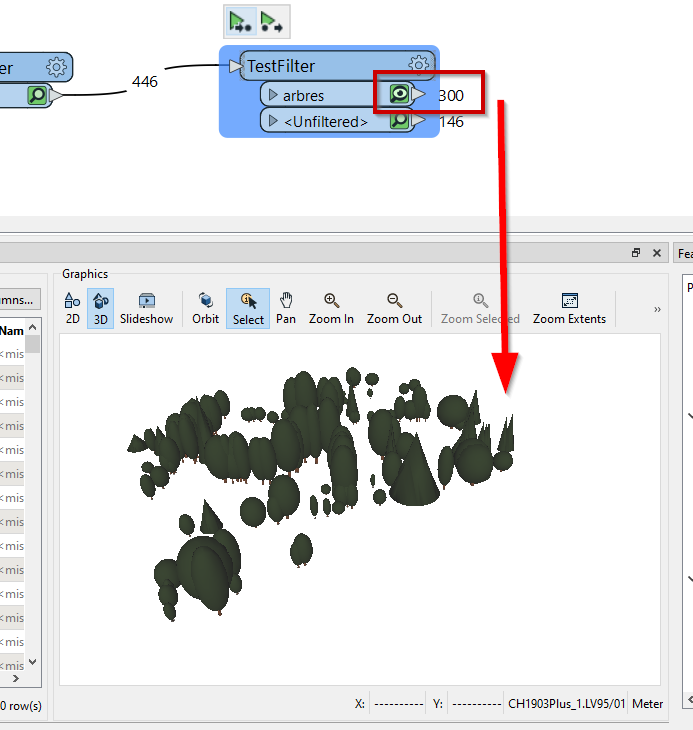 er
446
TestFilter
arbres
300
<Unfiltered>
146
Graphics
Fea
umns...
2D
3D
Slideshow
Orbit
Select
Pan
Zoom In
Zoom Out
Zoom Selected
Zoom Extents
»
P
Nam
<mis
<mis
<mis
<mis
<mis
<mis
<mis
<mis
<mis
<mis
<mis
<mis
<mis
<mis
0 row(s)
X: ---------- Y: ---------- CH1903Plus_1.LV95/01 Meter